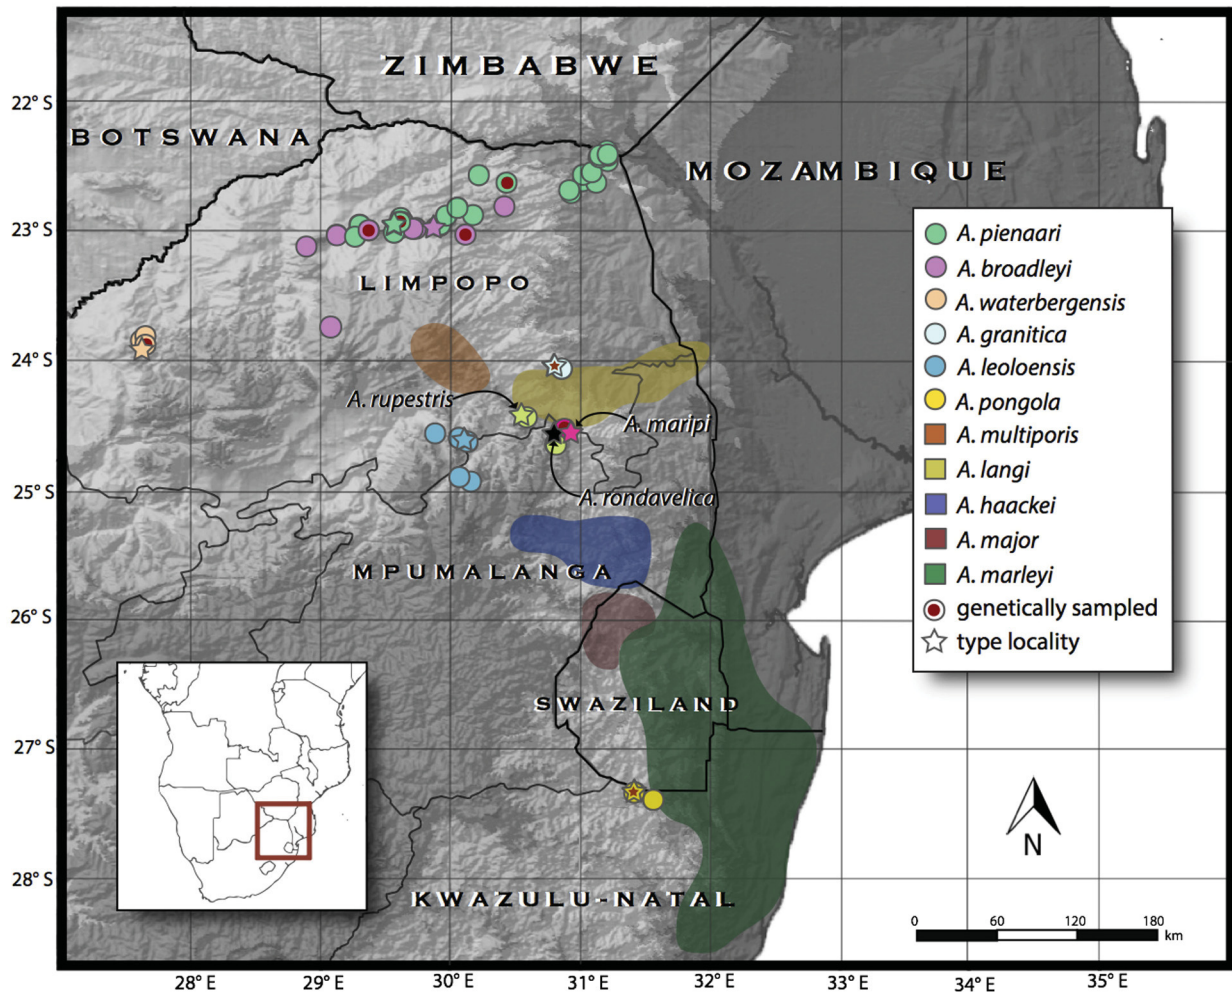 ZIMBABWE
22° S
BOTSWANA
MOZAMBIQUE
23° S
LIMPOPO
24° S
A. rupestris
A. maripi
25° S
A. rondavelica
MPUMALANGA
26° S
SWAZILAND
27° S
28° S
KWAZULU-NATAL
A. pienaari
A. broadleyi
A. waterbergensis
A. granitica
A. leoloensis
A. pongola
A. multiporis
A. langi
A. haackei
A. major
A. marleyi
genetically sampled
type locality
N
0 60 120 180
km
28° E 29° E 30° E 31° E 32° E 33° E 34° E 35° E